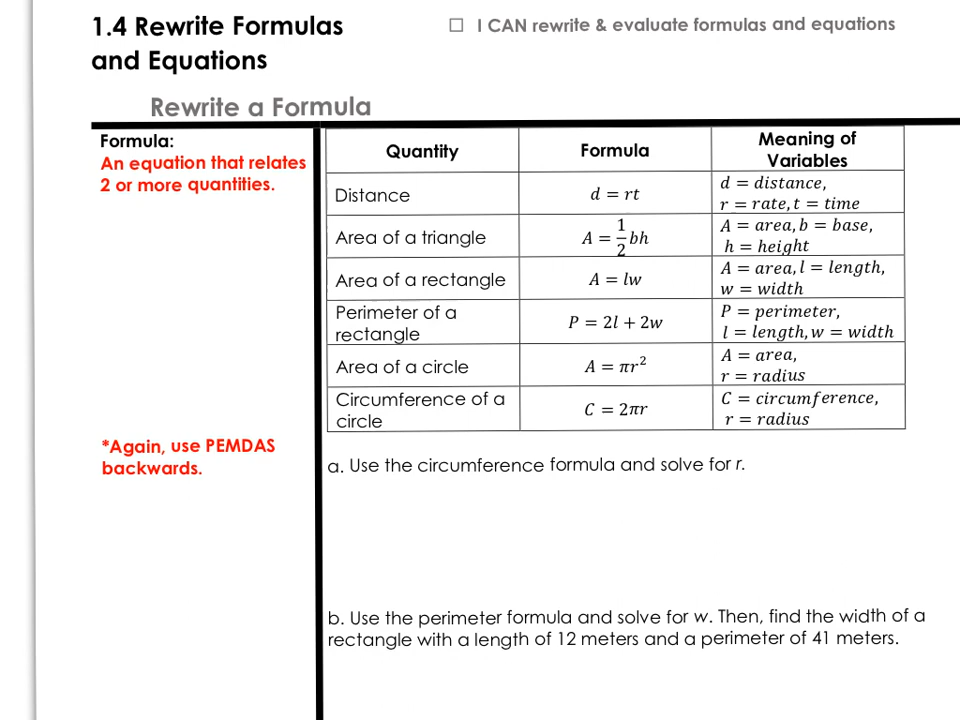 1.4 Rewrite Formulas
and Equations
☐ I CAN rewrite & evaluate formulas and equations
Rewrite a Formula
Formula:
An equation that relates
2 or more quantities.
*Again, use PEMDAS
backwards.
Quantity Formula Meaning of Variables
Distance d = rt d = distance,
r = rate, t = time
Area of a triangle A = 1/2 bh A = area, b = base,
h = height
Area of a rectangle A = lw A = area, l = length,
w = width
Perimeter of a
rectangle P = 2l + 2w P = perimeter,
l = length, w = width
Area of a circle A = πr² A = area,
r = radius
Circumference of a
circle C = 2πr C = circumference,
r = radius
a. Use the circumference formula and solve for r.
b. Use the perimeter formula and solve for w. Then, find the width of a
rectangle with a length of 12 meters and a perimeter of 41 meters.